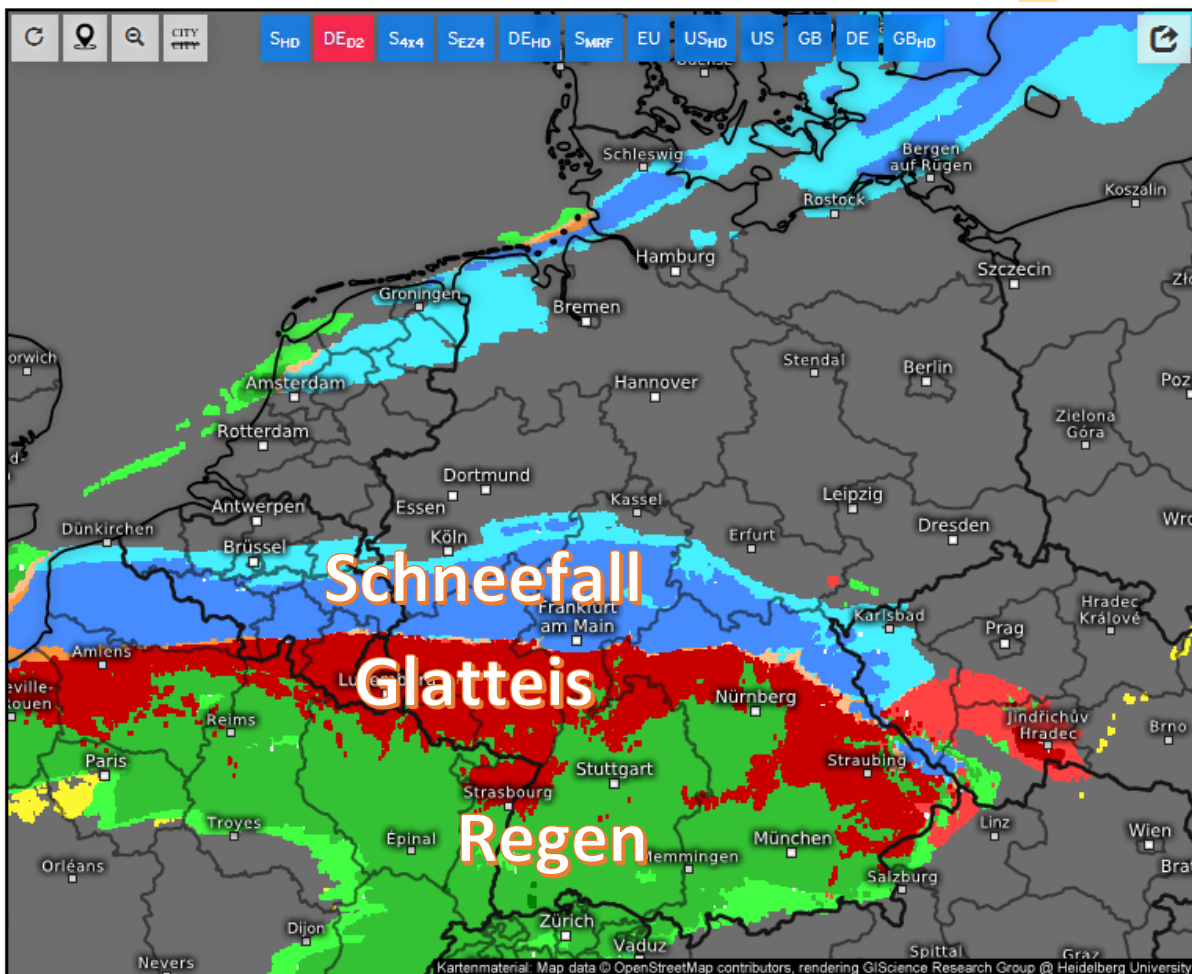 CITY
CITY
SHD
DED2
S4x4
SEZ4
DEHD
SMRF
EU
USHD
US
GB
DE
GBHD
Schleswig
Bergen
auf Rügen
Rostock
Koszalin
Hamburg
Szczecin
Groningen
Bremen
Stendal
Berlin
Amsterdam
Hannover
Rotterdam
Zielona
Góra
Dortmund
Essen
Kassel
Leipzig
Antwerpen
Dünkirchen
Brüssel
Köln
Erfurt
Dresden
Schneefall
Frankfurt
am Main
Karlsbad
Hradec
Králové
Prag
Amiens
Glatteis
Nürnberg
Rouen
Reims
Jindřichův
Hradec
Brno
Paris
Strasbourg
Stuttgart
Straubing
Troyes
Épinal
Regen
München
Linz
Wien
Orléans
Memmingen
Salzburg
Dijon
Zürich
Vaduz
Nevers
Spittal
Graz
Kartenmaterial: Map data © OpenStreetMap contributors, rendering GIScience Research Group @ Heidelberg University